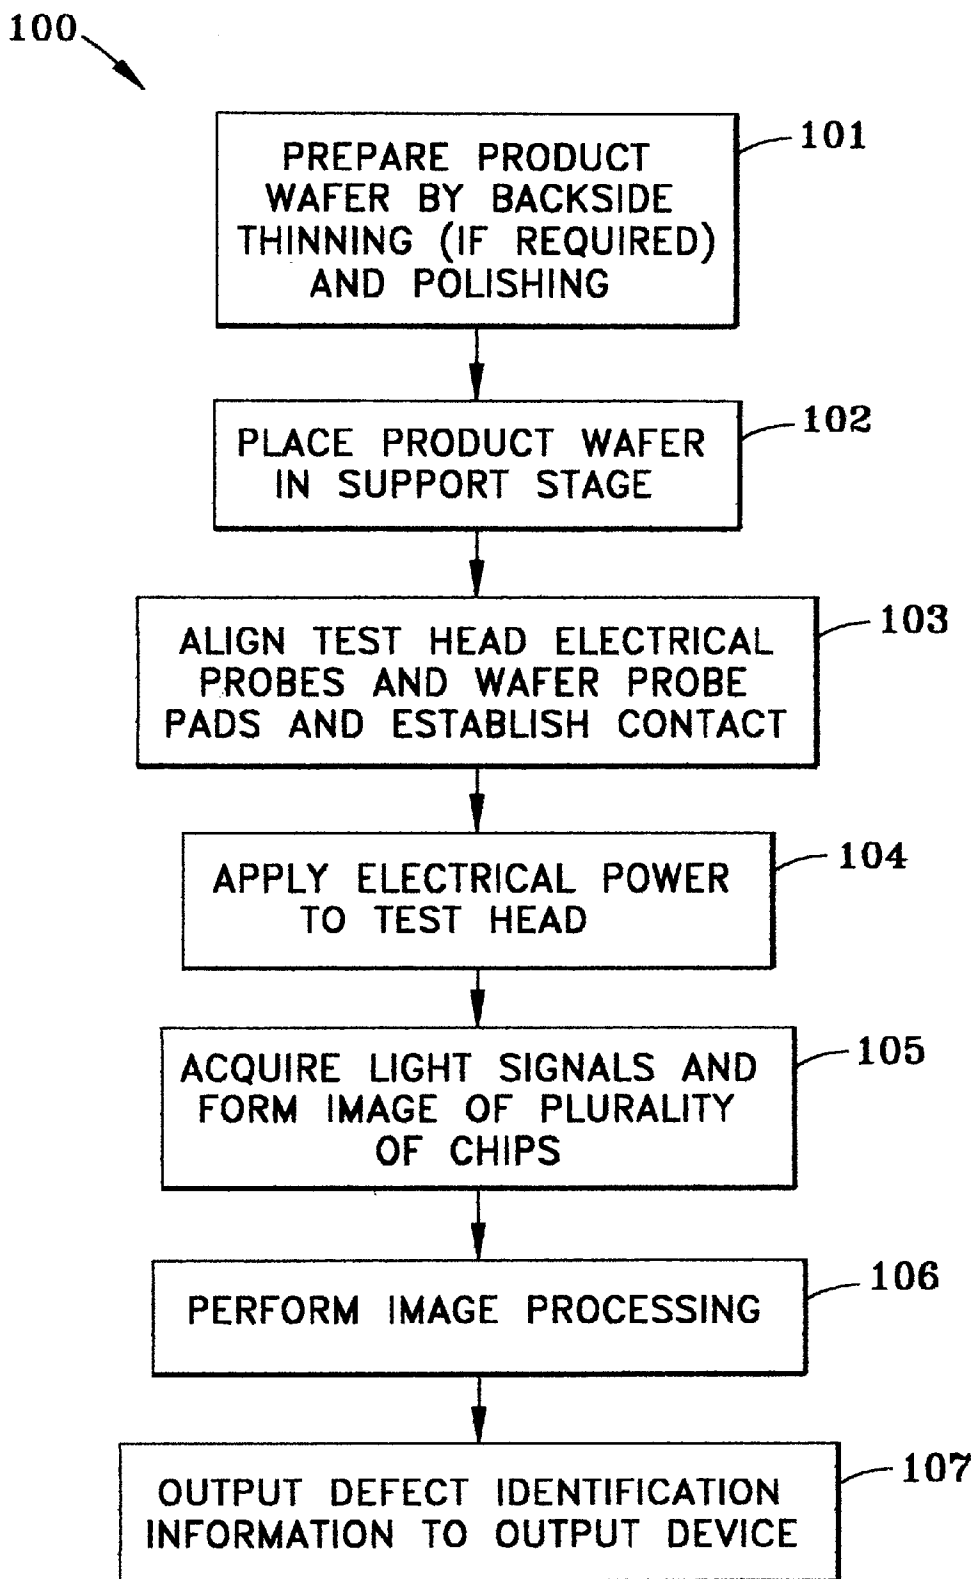 100
101
PREPARE PRODUCT
WAFER BY BACKSIDE
THINNING (IF REQUIRED)
AND POLISHING
102
PLACE PRODUCT WAFER
IN SUPPORT STAGE
103
ALIGN TEST HEAD ELECTRICAL
PROBES AND WAFER PROBE
PADS AND ESTABLISH CONTACT
104
APPLY ELECTRICAL POWER
TO TEST HEAD
105
ACQUIRE LIGHT SIGNALS AND
FORM IMAGE OF PLURALITY
OF CHIPS
106
PERFORM IMAGE PROCESSING
107
OUTPUT DEFECT IDENTIFICATION
INFORMATION TO OUTPUT DEVICE